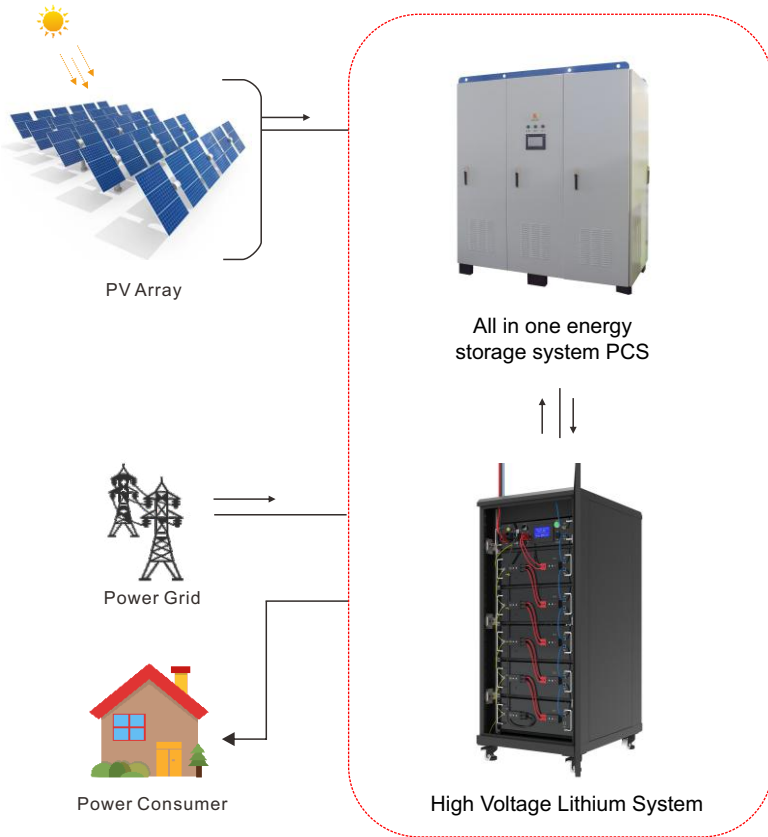 PV Array
All in one energy
storage system PCS
Power Grid
Power Consumer
High Voltage Lithium System